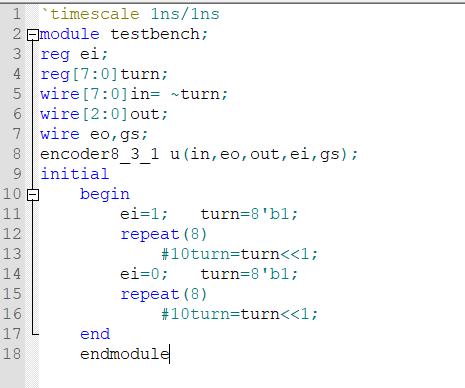 1 `timescale 1ns/1ns
2 module testbench;
3 reg ei;
4 reg[7:0]turn;
5 wire[7:0]in= ~turn;
6 wire[2:0]out;
7 wire eo,gs;
8 encoder8_3_1 u(in,eo,out,ei,gs);
9 initial
10     begin
11         ei=1;   turn=8'b1;
12         repeat(8)
13             #10turn=turn<<1;
14         ei=0;   turn=8'b1;
15         repeat(8)
16             #10turn=turn<<1;
17     end
18     endmodule